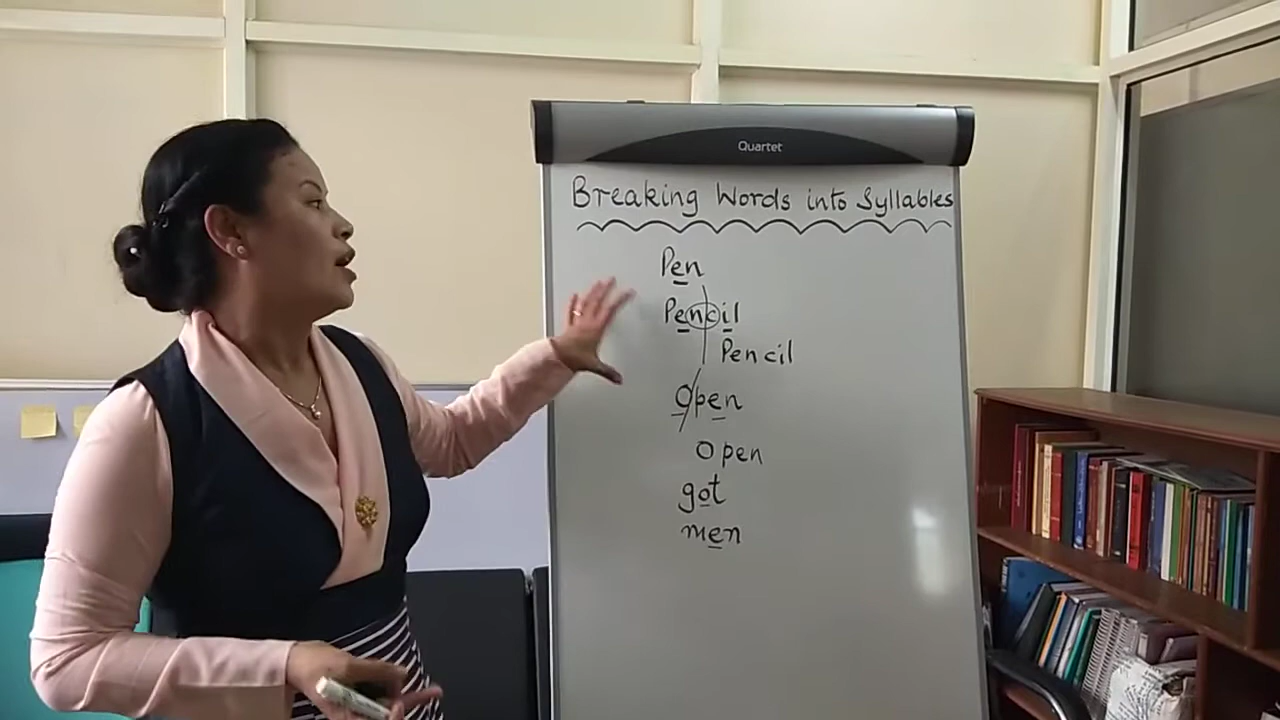 Quartet
Breaking Words into Syllables
Pen
Pencil
Pen cil
Open
O pen
got
men